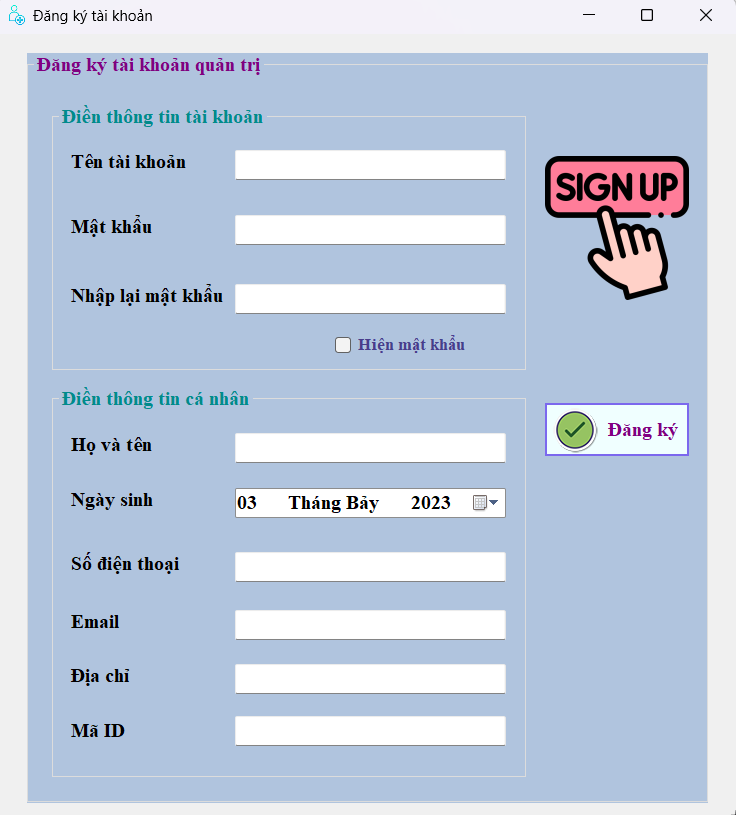 Đăng ký tài khoản
Đăng ký tài khoản quản trị
Điền thông tin tài khoản
Tên tài khoản
SIGN UP
Mật khẩu
Nhập lại mật khẩu
Hiện mật khẩu
Điền thông tin cá nhân
Đăng ký
Họ và tên
Ngày sinh 03 Tháng Bảy 2023
Số điện thoại
Email
Địa chỉ
Mã ID